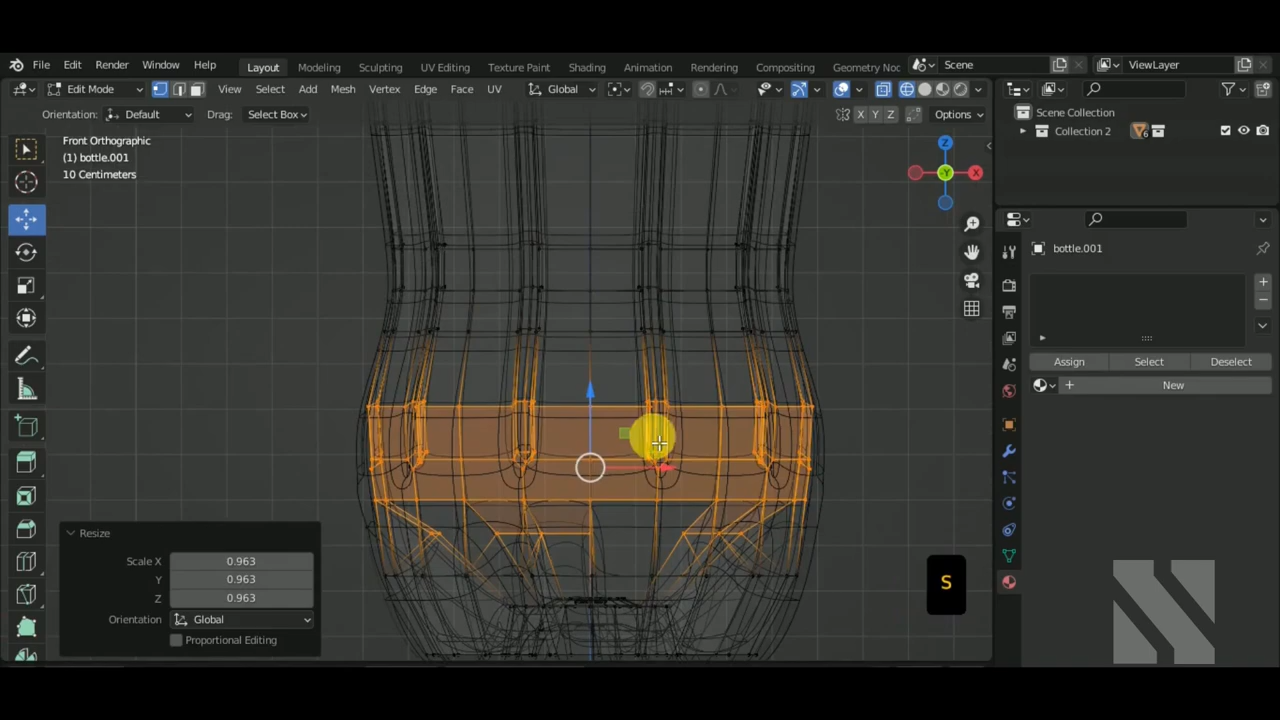 File Edit Render Window Help Layout Modeling Sculpting UV Editing Texture Paint Shading Animation Rendering Compositing Geometry Noc Scene ViewLayer
Edit Mode View Select Add Mesh Vertex Edge Face UV Global
Orientation: Default Drag: Select Box X Y Z Options
Scene Collection
Collection 2 6
Front Orthographic
(1) bottle.001
10 Centimeters
Z
-Y
X
bottle.001
Assign Select Deselect
New
Resize
Scale X 0.963
Y 0.963
Z 0.963
Orientation Global
Proportional Editing
S